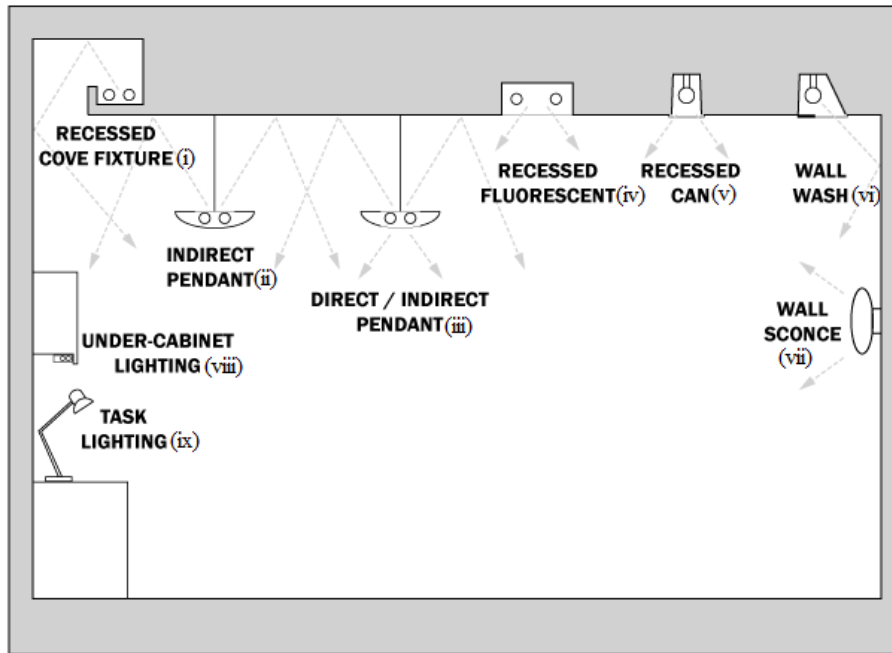 RECESSED
COVE FIXTURE (i)
INDIRECT
PENDANT (ii)
DIRECT / INDIRECT
PENDANT (iii)
RECESSED
FLUORESCENT (iv)
RECESSED
CAN (v)
WALL
WASH (vi)
WALL
SCONCE
(vii)
UNDER-CABINET
LIGHTING (viii)
TASK
LIGHTING (ix)